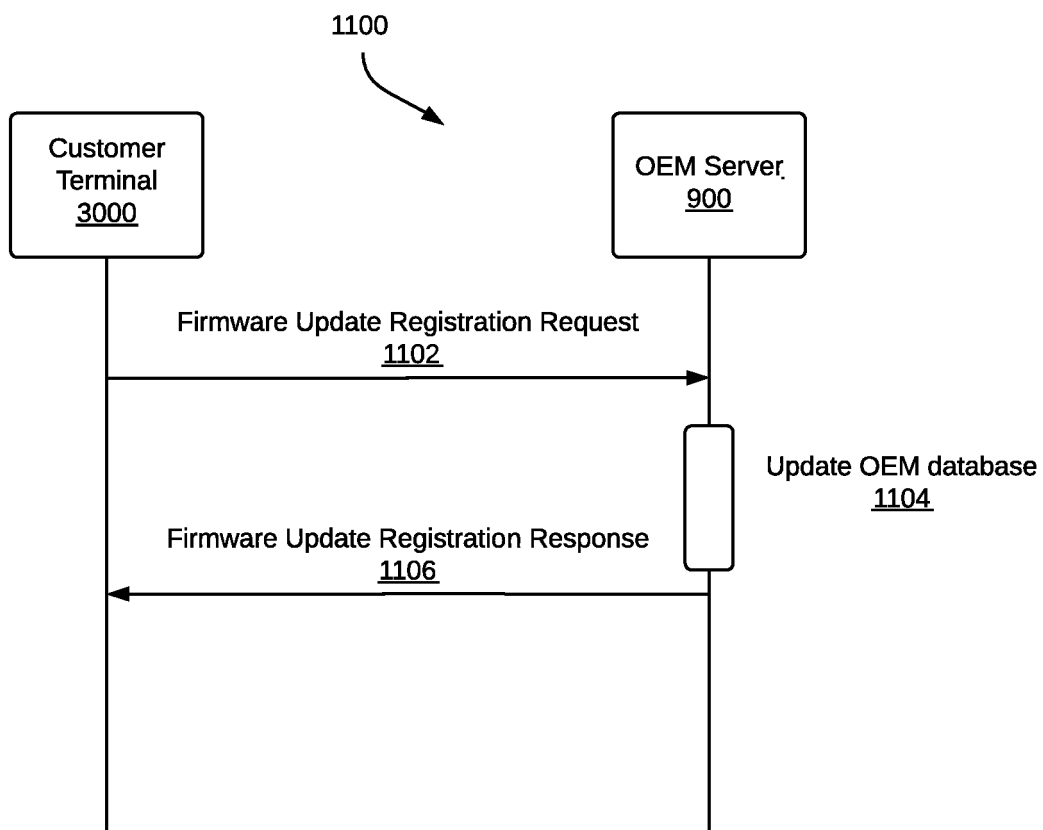 1100
Customer
Terminal
3000
OEM Server
900
Firmware Update Registration Request
1102
Update OEM database
1104
Firmware Update Registration Response
1106